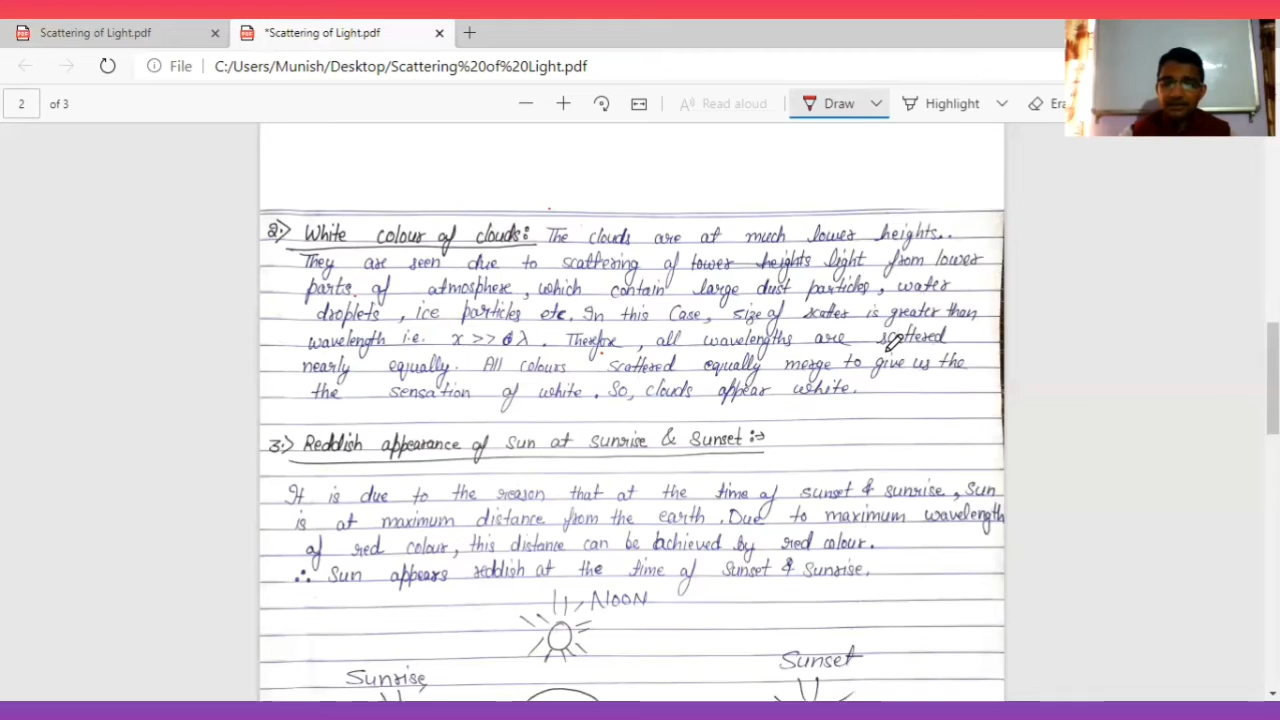 Scattering of Light.pdf
*Scattering of Light.pdf
File C:/Users/Munish/Desktop/Scattering%20of%20Light.pdf
2 of 3
Read aloud
Draw
Highlight
Era
2.) White colour of clouds: The clouds are at much lower heights..
They are seen due to scattering of lower heights light from lower
parts of atmosphere, which contain large dust particles, water
droplets, ice particles etc. In this Case, size of scatter is greater than
wavelength i.e. x >> λ. Therfore, all wavelengths are scattered
nearly equally. All colours scattered equally merge to give us the
the sensation of white. So, clouds appear white.
3.) Reddish appearance of Sun at sunrise & Sunset :→
It is due to the reason that at the time of sunset & sunrise, Sun
is at maximum distance from the earth. Due to maximum wavelength
of red colour, this distance can be achieved by red colour.
∴ Sun appears reddish at the time of Sunset & Sunrise.
NOON
Sunset
Sunrise